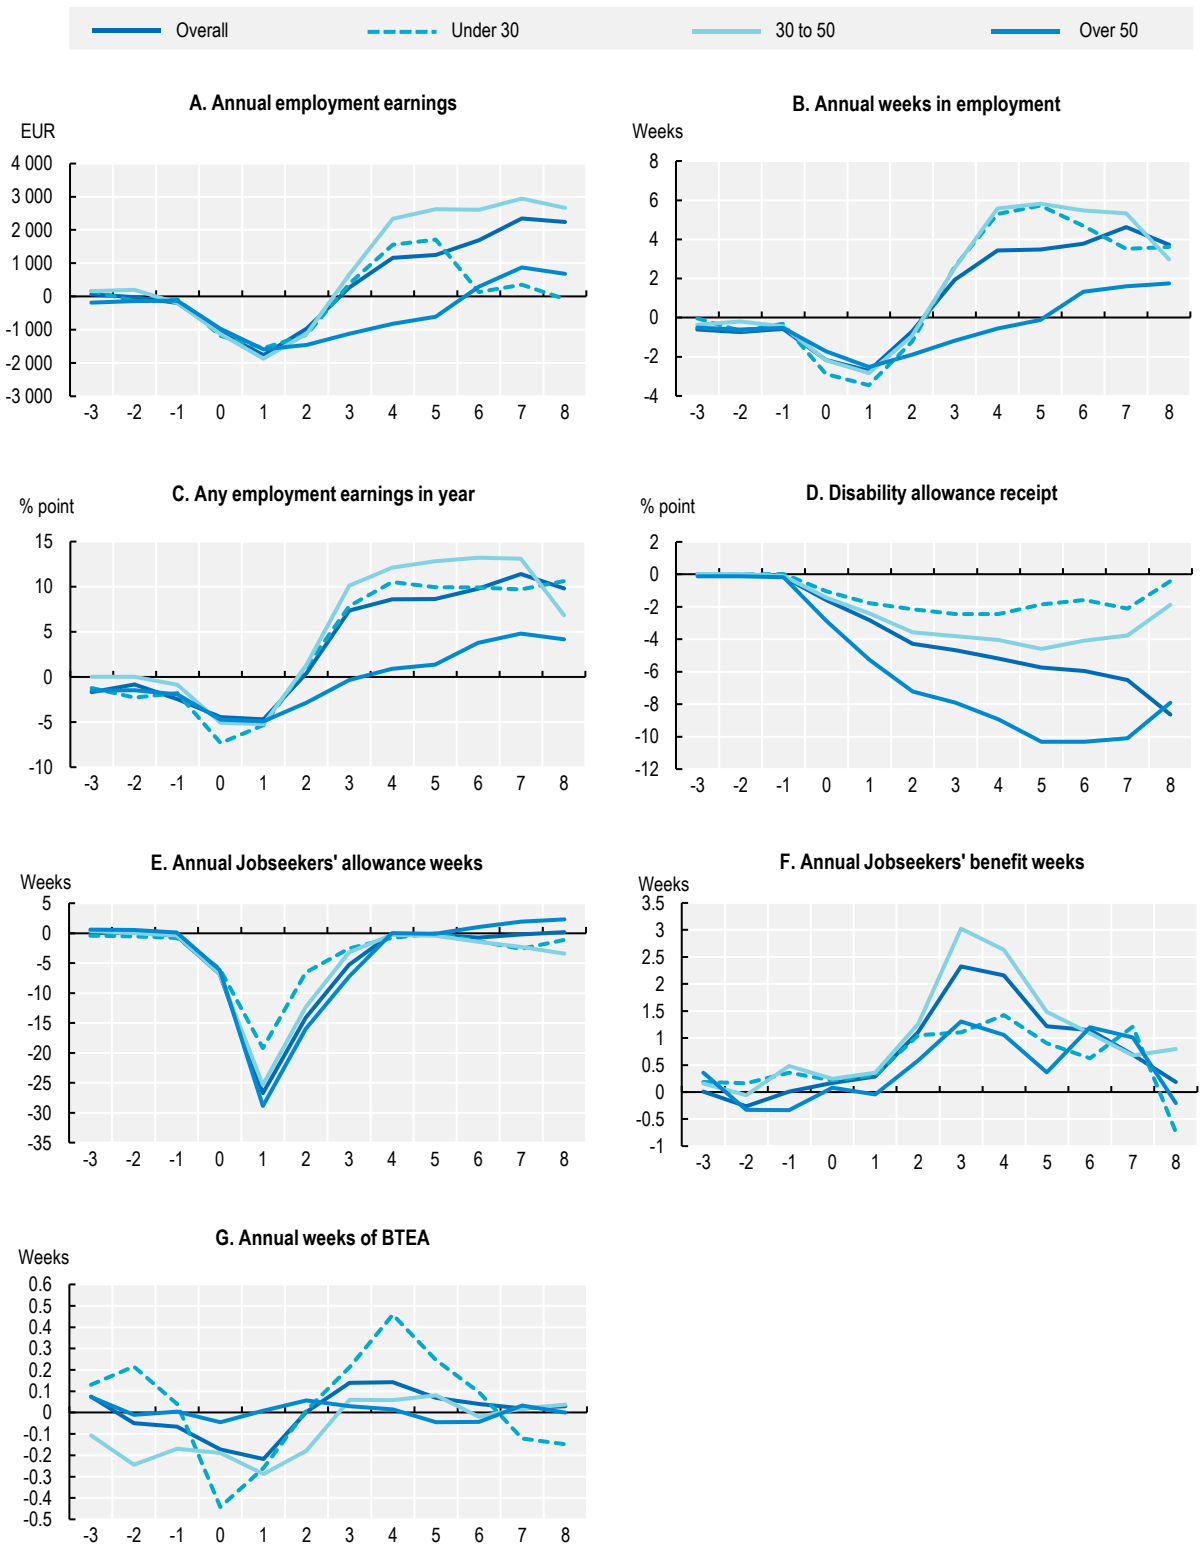 Overall Under 30 30 to 50 Over 50
A. Annual employment earnings
EUR
4 000
3 000
2 000
1 000
0
-1 000
-2 000
-3 000
-3 -2 -1 0 1 2 3 4 5 6 7 8
B. Annual weeks in employment
Weeks
8
6
4
2
0
-2
-4
-3 -2 -1 0 1 2 3 4 5 6 7 8
C. Any employment earnings in year
% point
15
10
5
0
-5
-10
-3 -2 -1 0 1 2 3 4 5 6 7 8
D. Disability allowance receipt
% point
2
0
-2
-4
-6
-8
-10
-12
-3 -2 -1 0 1 2 3 4 5 6 7 8
E. Annual Jobseekers' allowance weeks
Weeks
5
0
-5
-10
-15
-20
-25
-30
-35
-3 -2 -1 0 1 2 3 4 5 6 7 8
F. Annual Jobseekers' benefit weeks
Weeks
3.5
3
2.5
2
1.5
1
0.5
0
-0.5
-1
-3 -2 -1 0 1 2 3 4 5 6 7 8
G. Annual weeks of BTEA
Weeks
0.6
0.5
0.4
0.3
0.2
0.1
0
-0.1
-0.2
-0.3
-0.4
-0.5
-3 -2 -1 0 1 2 3 4 5 6 7 8